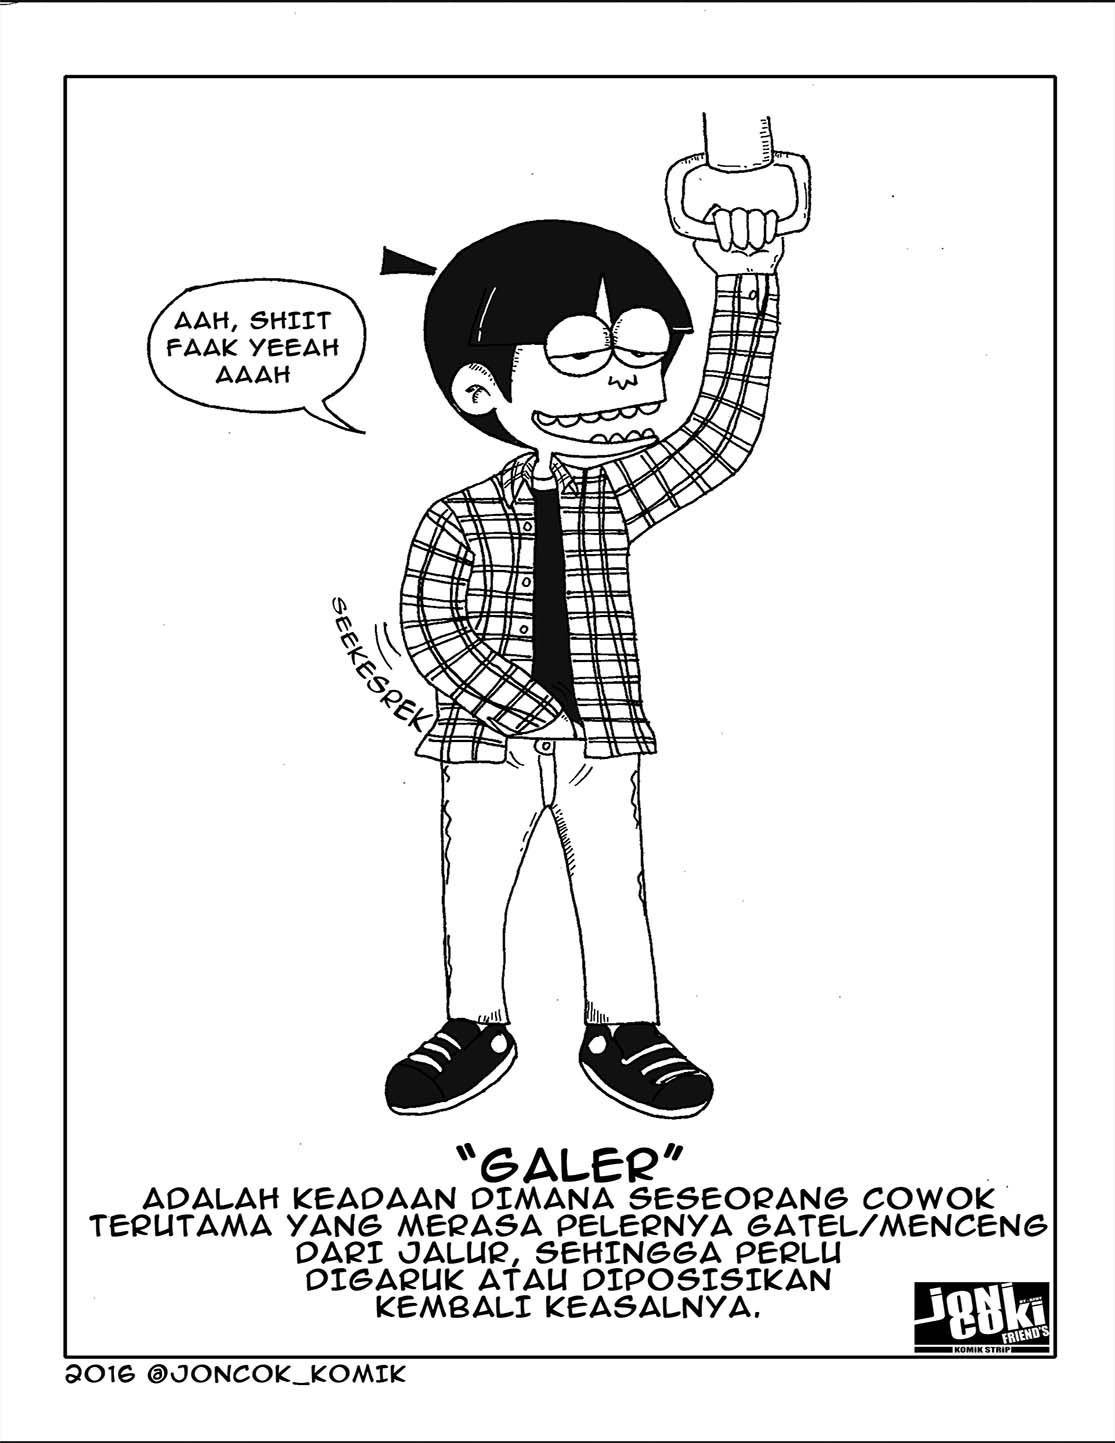 AAH, SHIIT
FAAK YEEAH
AAAH
SEEKESREK
"GALER"
ADALAH KEADAAN DIMANA SESEORANG COWOK
TERUTAMA YANG MERASA PELERNYA GATEL/MENCENG
DARI JALUR, SEHINGGA PERLU
DIGARUK ATAU DIPOSISIKAN
KEMBALI KEASALNYA.
JONI
COKI
FRIEND'S
KOMIK STRIP
2016 @JONCOK_KOMIK